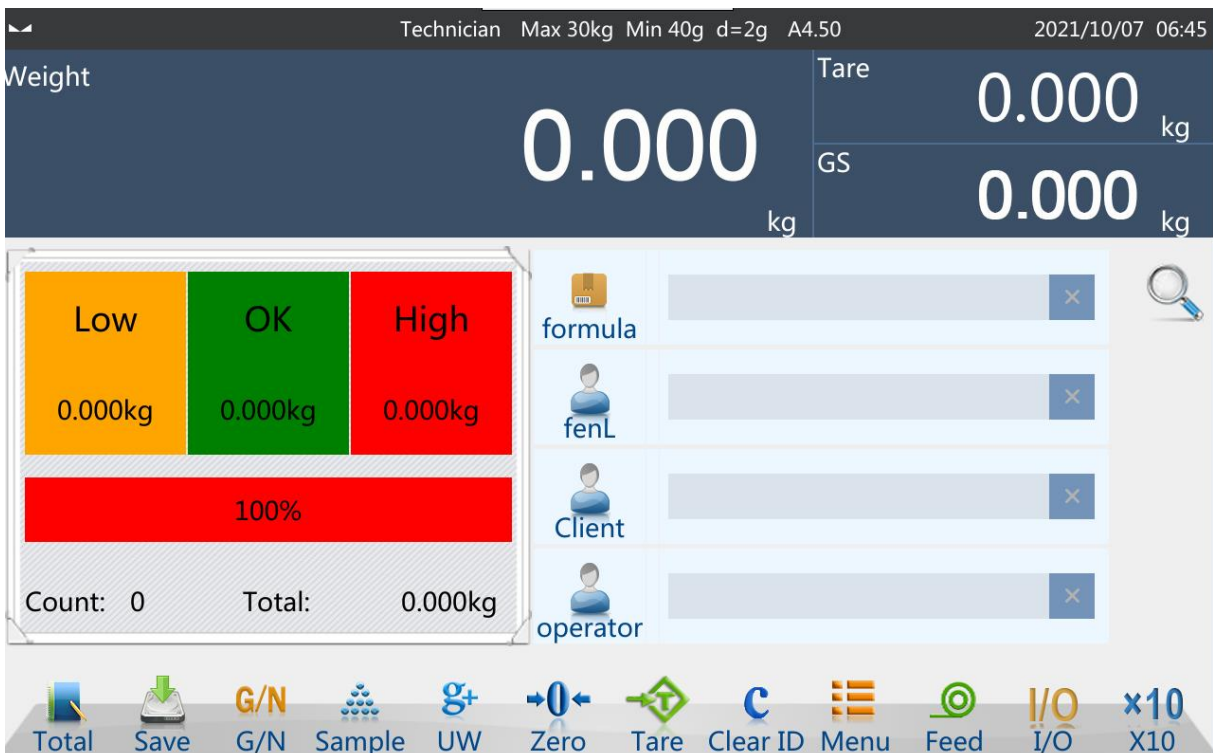 Technician Max 30kg Min 40g d=2g A4.50 2021/10/07 06:45
Weight
0.000
kg
Tare
0.000
kg
GS
0.000
kg
Low OK High
0.000kg 0.000kg 0.000kg
100%
Count: 0 Total: 0.000kg
formula
fenL
Client
operator
G/N g+ 0 T C I/O ×10
Total Save G/N Sample UW Zero Tare Clear ID Menu Feed I/O X10